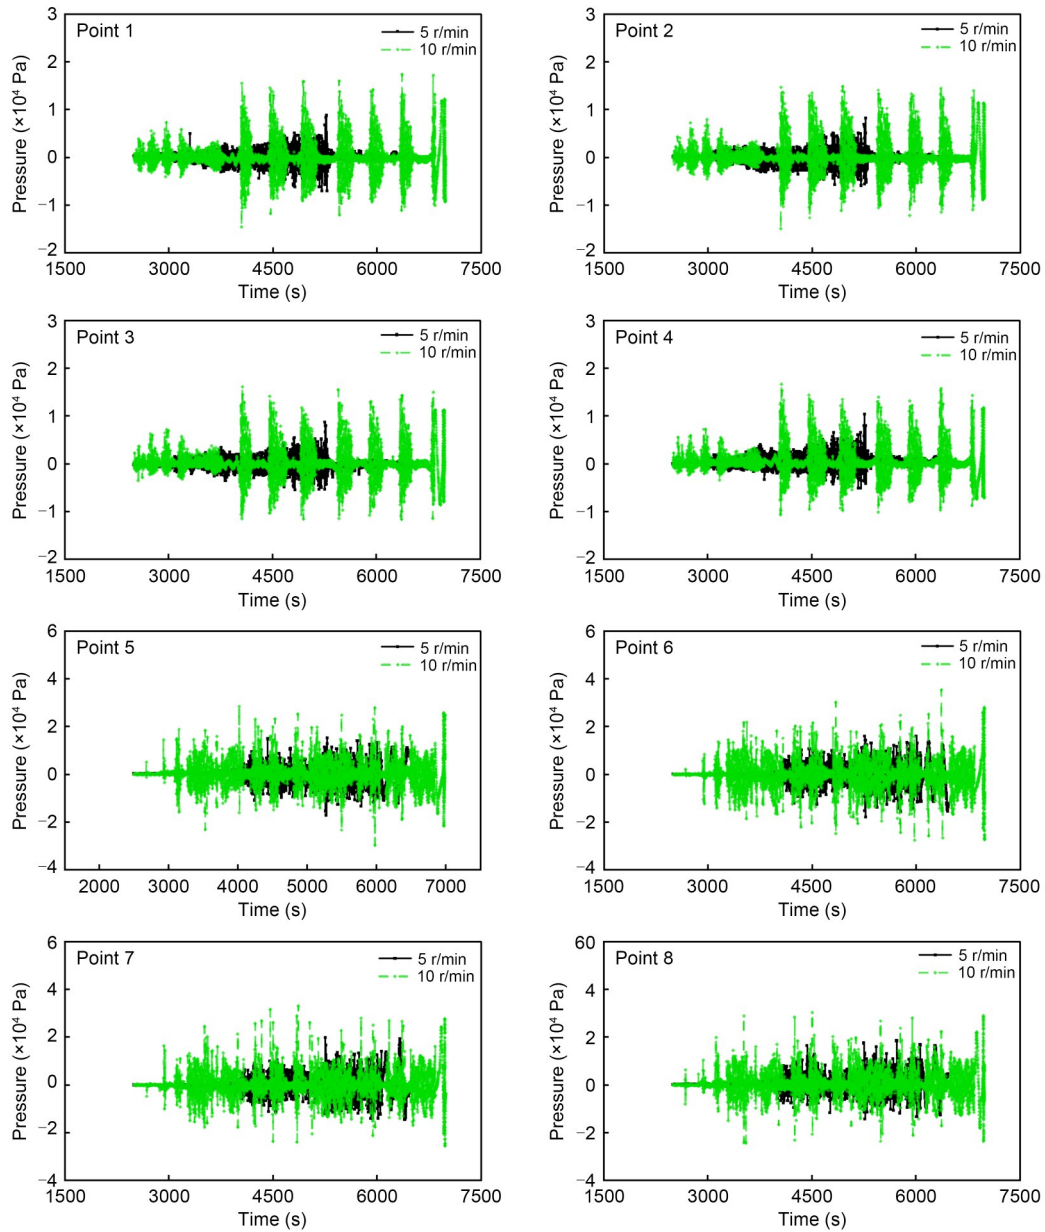 Point 1
5 r/min
10 r/min
3
2
1
0
−1
−2
Pressure (×10⁴ Pa)
1500 3000 4500 6000 7500
Time (s)
Point 2
5 r/min
10 r/min
3
2
1
0
−1
−2
Pressure (×10⁴ Pa)
1500 3000 4500 6000 7500
Time (s)
Point 3
5 r/min
10 r/min
3
2
1
0
−1
−2
Pressure (×10⁴ Pa)
1500 3000 4500 6000 7500
Time (s)
Point 4
5 r/min
10 r/min
3
2
1
0
−1
−2
Pressure (×10⁴ Pa)
1500 3000 4500 6000 7500
Time (s)
Point 5
5 r/min
10 r/min
6
4
2
0
−2
−4
Pressure (×10⁴ Pa)
2000 3000 4000 5000 6000 7000
Time (s)
Point 6
5 r/min
10 r/min
6
4
2
0
−2
−4
Pressure (×10⁴ Pa)
1500 3000 4500 6000 7500
Time (s)
Point 7
5 r/min
10 r/min
6
4
2
0
−2
−4
Pressure (×10⁴ Pa)
1500 3000 4500 6000 7500
Time (s)
Point 8
5 r/min
10 r/min
60
4
2
0
−2
−4
Pressure (×10⁴ Pa)
1500 3000 4500 6000 7500
Time (s)